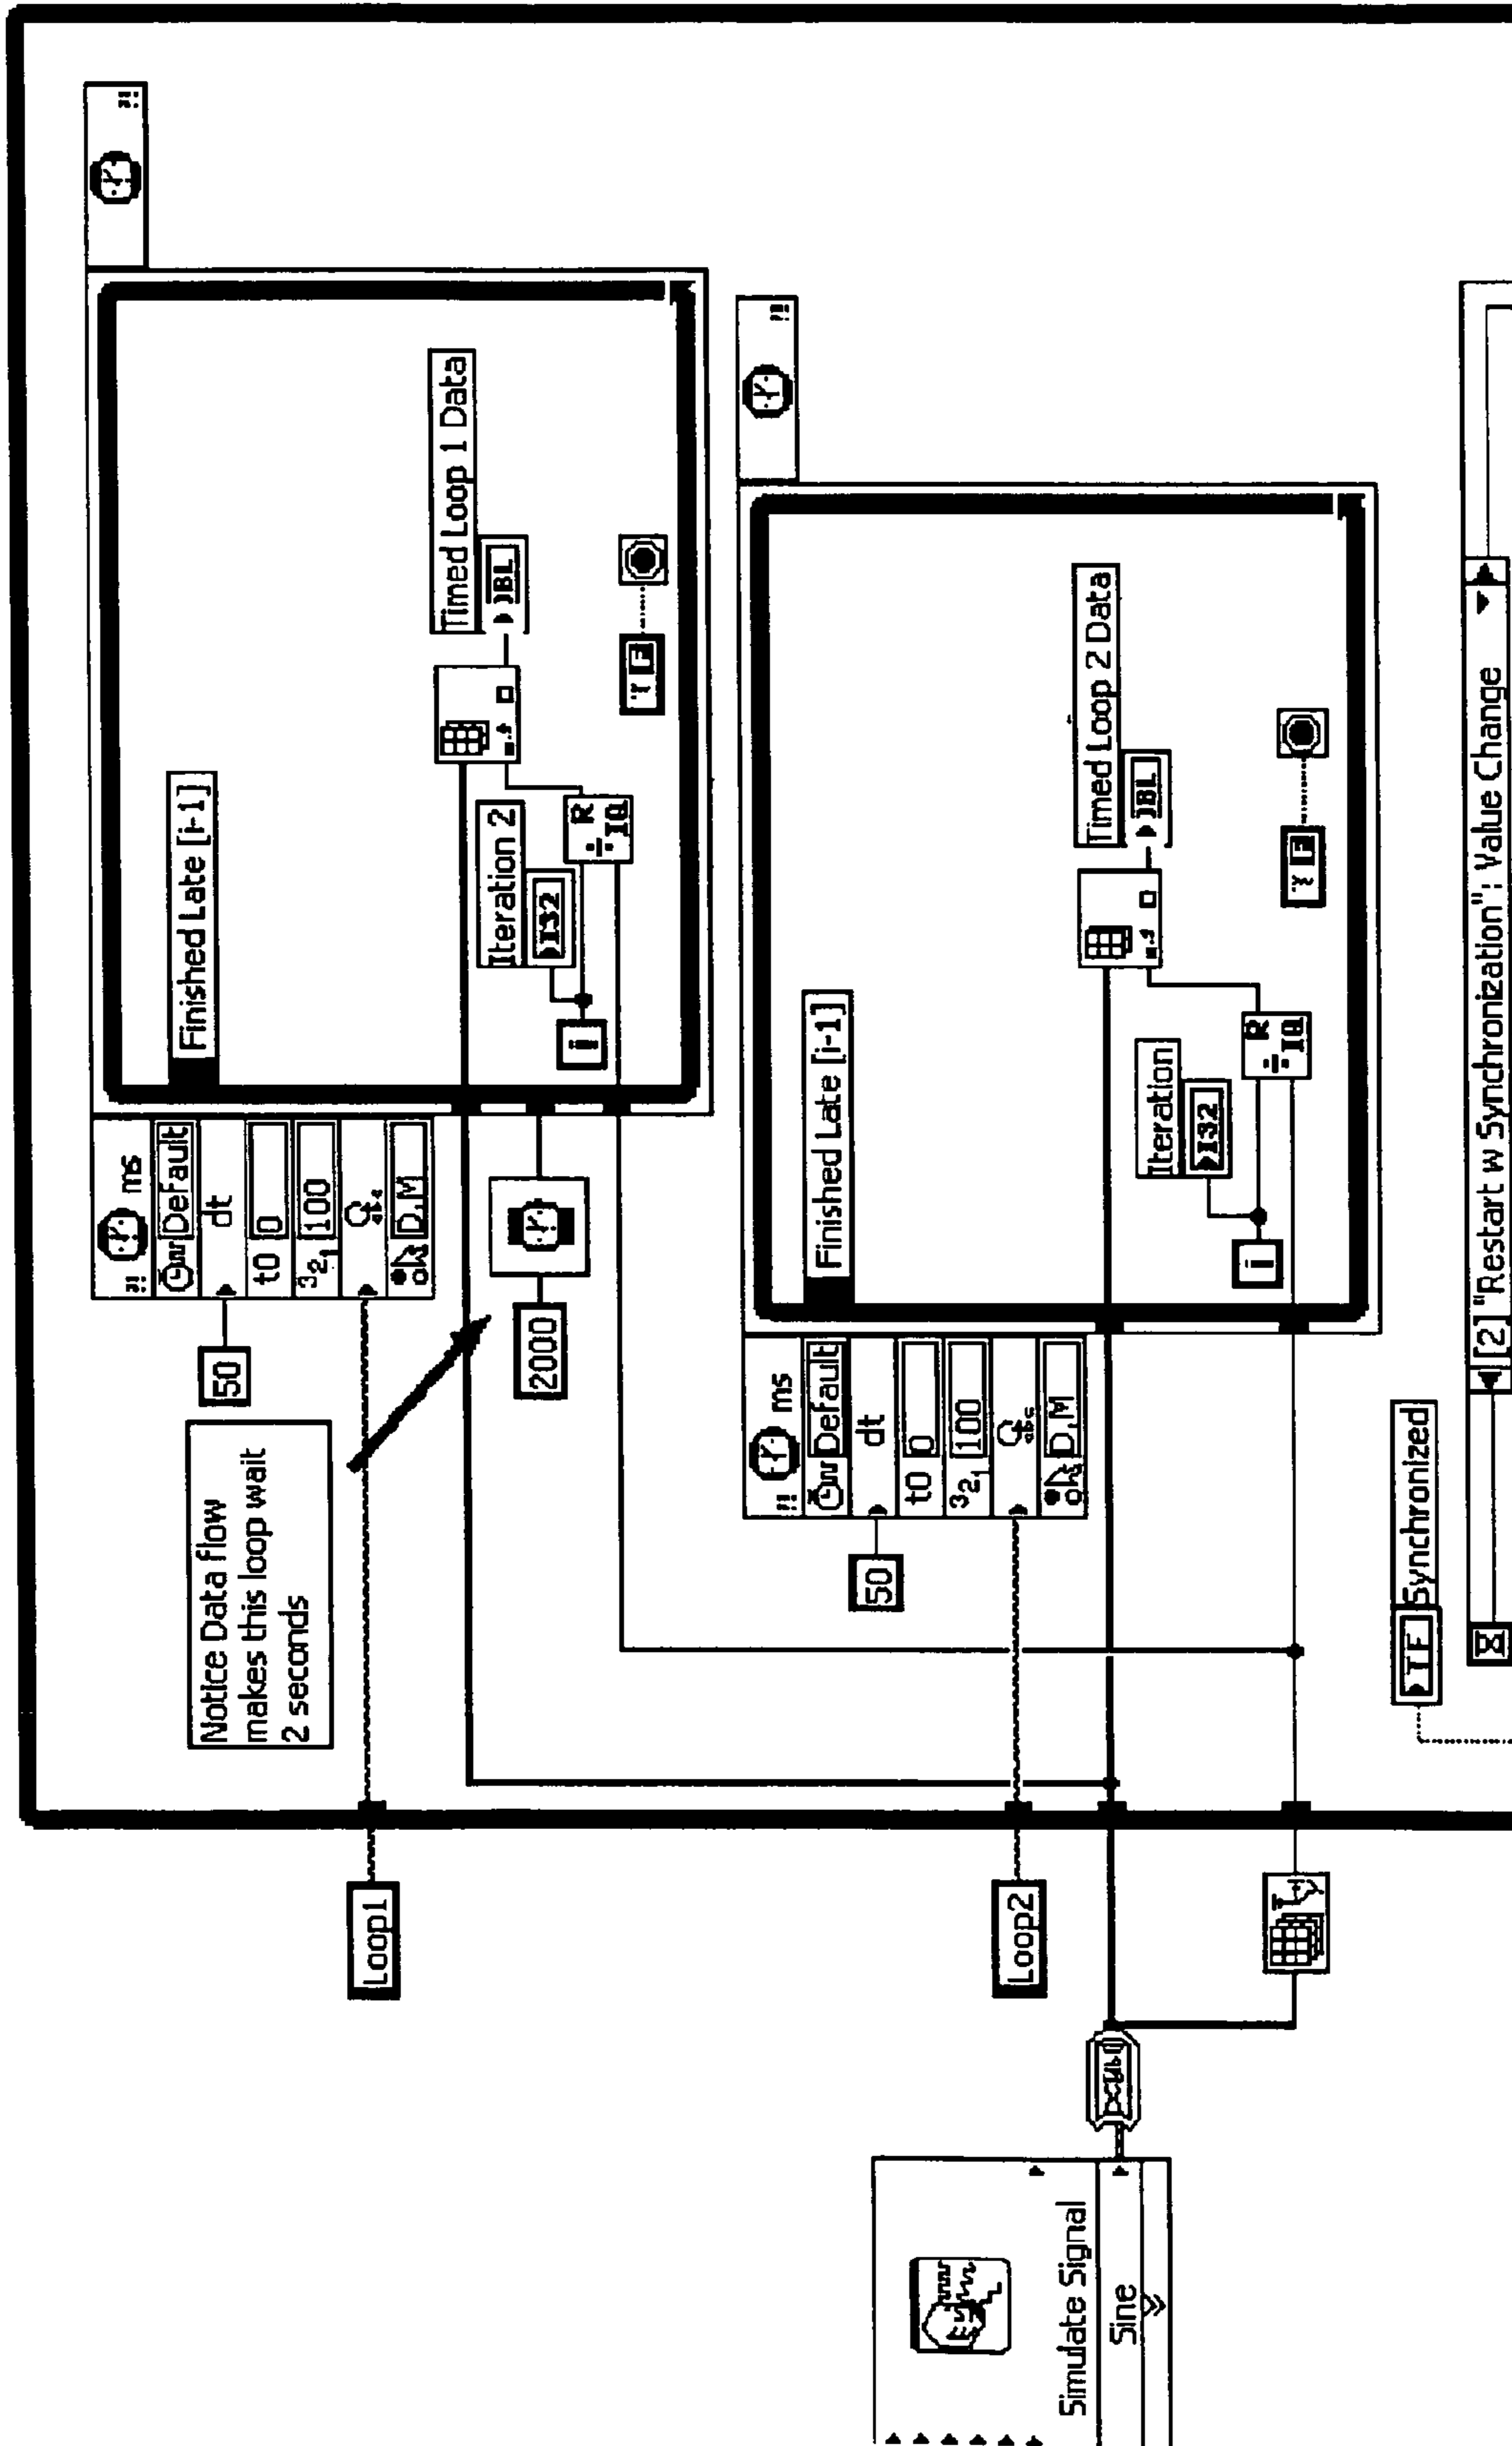 Notice Data flow
makes this loop wait
2 seconds
50
ms
Default
dt
t0 0
100
D,M
Finished Late [i-1]
Timed Loop 1 Data
DBL
Iteration 2
I32
i
R
IQ
T F
Loop1
2000
50
ms
Default
dt
t0 0
100
D,M
Finished Late [i-1]
Timed Loop 2 Data
DBL
Iteration
I32
i
R
IQ
F
Loop2
Simulate Signal
Sine
TF Synchronized
[2] "Restart w Synchronization": Value Change